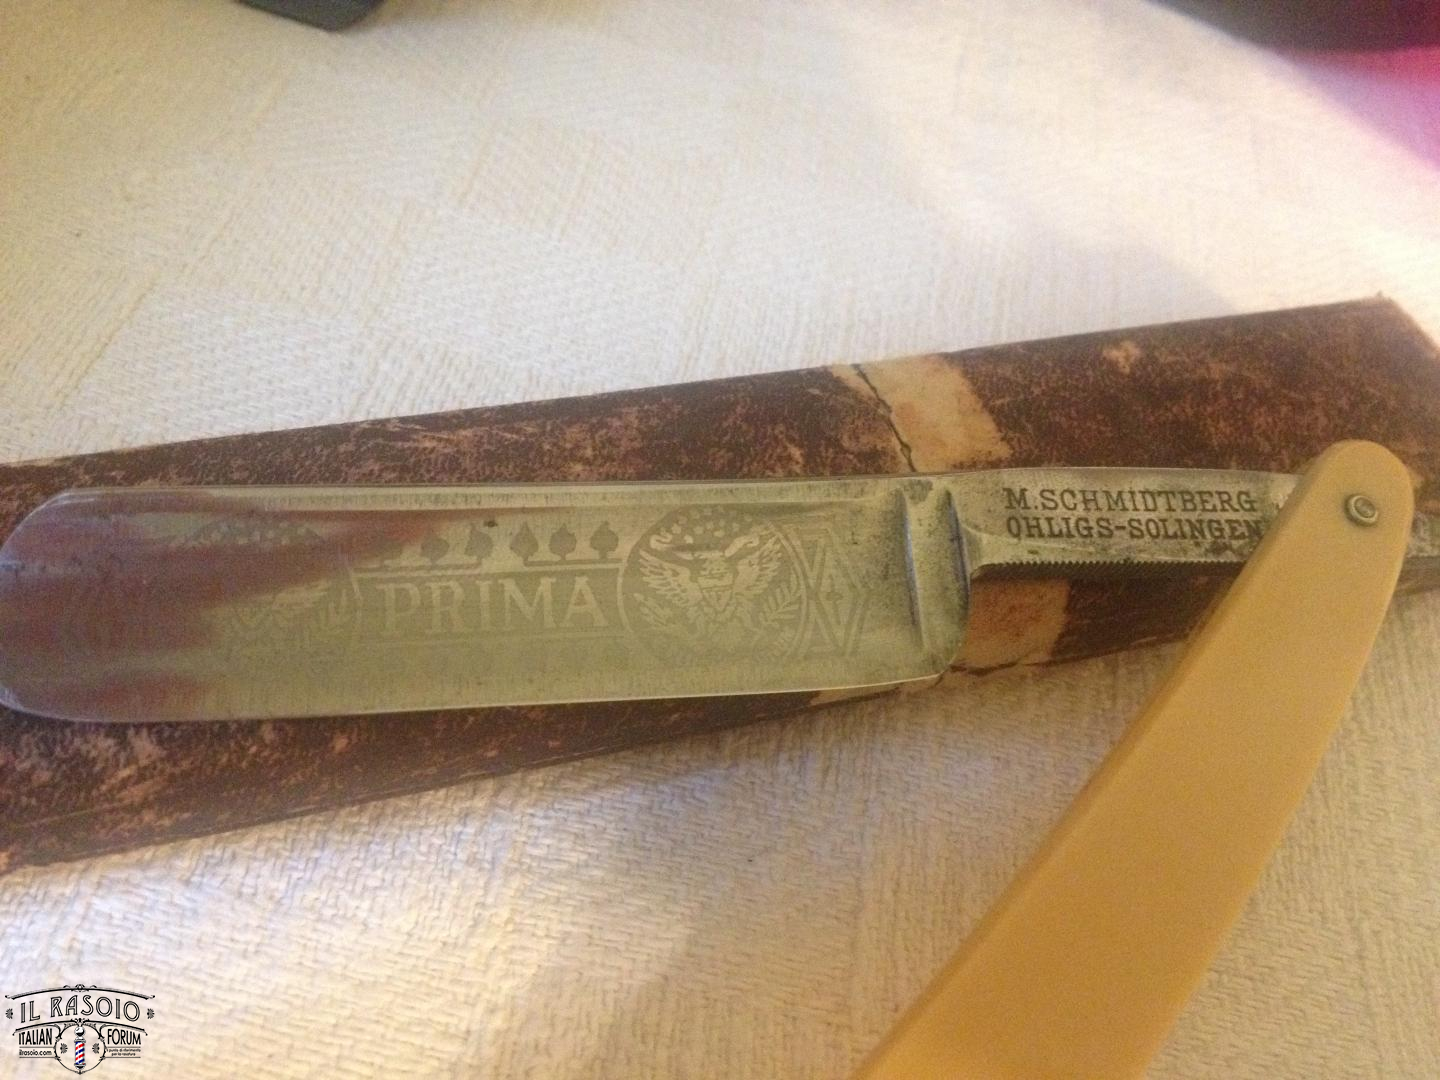 M.SCHMIDTBERG
OHLIGS-SOLINGEN
PRIMA
IL RASOIO
ITALIAN FORUM
ilrasoio.com